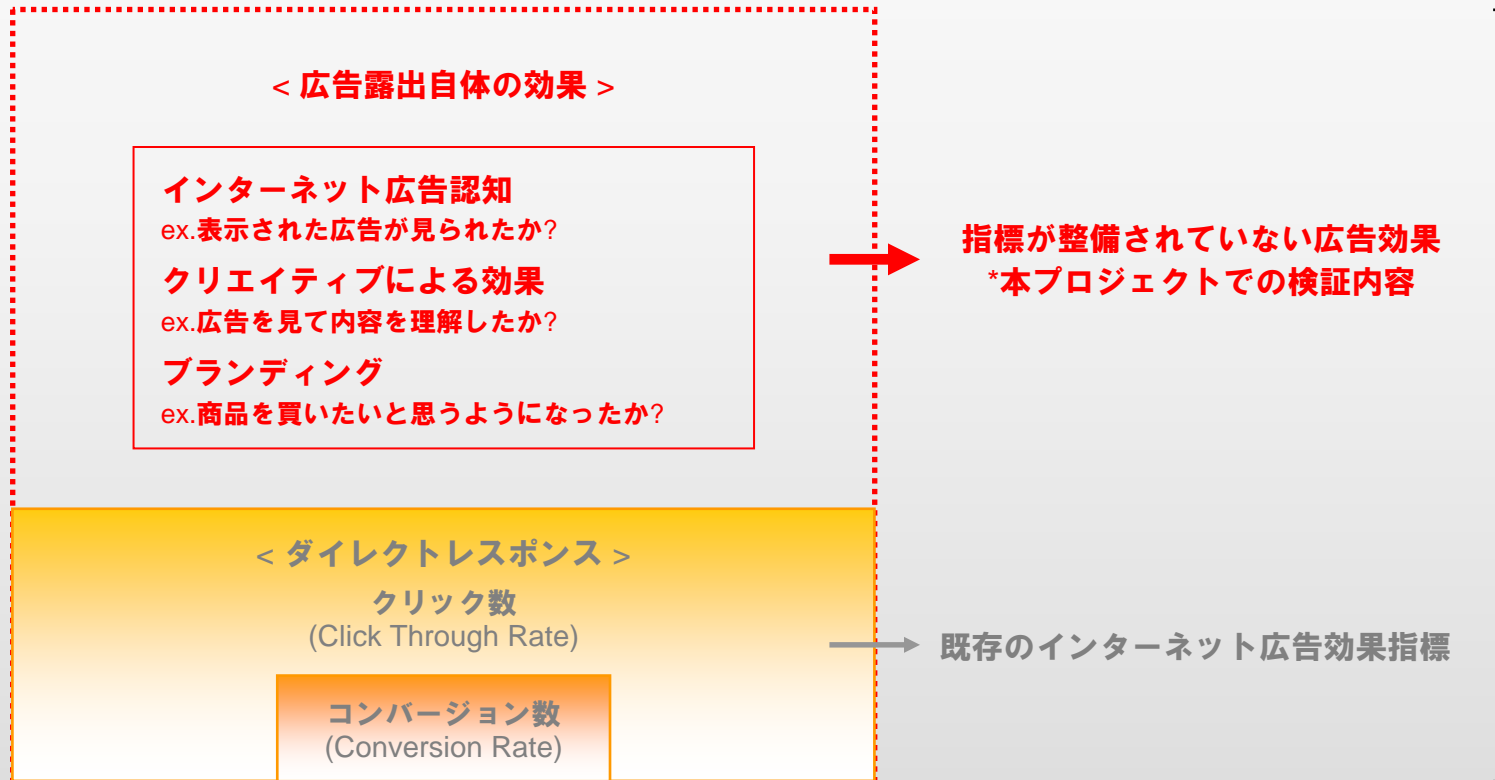 < 広告露出自体の効果 >
インターネット広告認知
ex.表示された広告が見られたか?
クリエイティブによる効果
ex.広告を見て内容を理解したか?
ブランディング
ex.商品を買いたいと思うようになったか?
指標が整備されていない広告効果
*本プロジェクトでの検証内容
< ダイレクトレスポンス >
クリック数
(Click Through Rate)
既存のインターネット広告効果指標
コンバージョン数
(Conversion Rate)